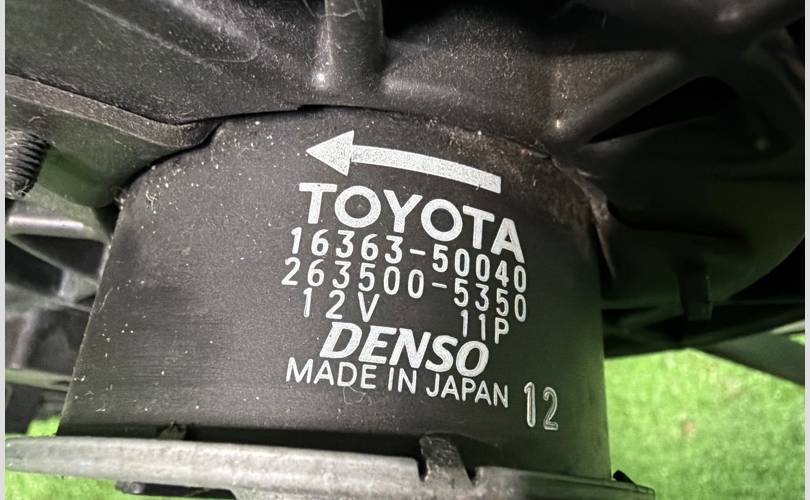 TOYOTA
16363-50040
263500-5350
12V 11P
DENSO
MADE IN JAPAN 12